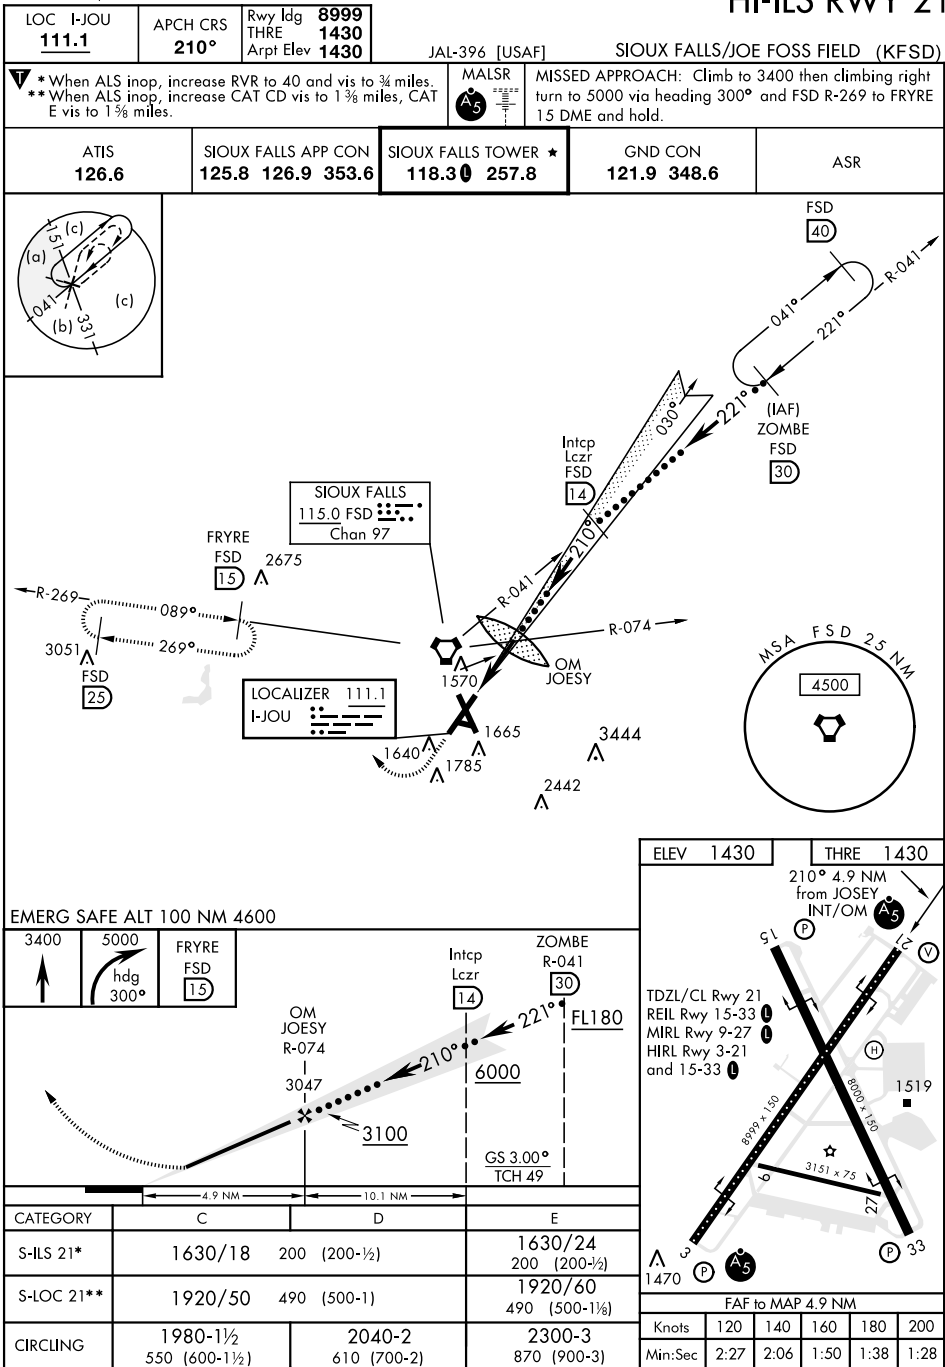 HI-ILS RWY 21
LOC I-JOU
111.1
APCH CRS
210°
Rwy ldg 8999
THRE 1430
Arpt Elev 1430
JAL-396 [USAF]
SIOUX FALLS/JOE FOSS FIELD (KFSD)
T
* When ALS inop, increase RVR to 40 and vis to ¾ miles.
** When ALS inop, increase CAT CD vis to 1⅜ miles, CAT
E vis to 1⅝ miles.
MALSR
A5
MISSED APPROACH: Climb to 3400 then climbing right
turn to 5000 via heading 300° and FSD R-269 to FRYRE
15 DME and hold.
ATIS
126.6
SIOUX FALLS APP CON
125.8 126.9 353.6
SIOUX FALLS TOWER ★
118.3 L 257.8
GND CON
121.9 348.6
ASR
151
(c)
(a)
041
(b)
331
(c)
FSD
40
R-041
041°
221°
221°
(IAF)
ZOMBE
FSD
30
030°
Intcp
Lczr
FSD
14
210°
SIOUX FALLS
115.0 FSD
Chan 97
FRYRE
FSD
15
2675
R-041
R-269
089°
269°
3051
FSD
25
R-074
OM
JOESY
1570
LOCALIZER 111.1
I-JOU
1640
1665
1785
3444
2442
MSA FSD 25 NM
4500
EMERG SAFE ALT 100 NM 4600
3400
5000
hdg
300°
FRYRE
FSD
15
OM
JOESY
R-074
3047
3100
Intcp
Lczr
14
210°
6000
ZOMBE
R-041
30
221°
FL180
GS 3.00°
TCH 49
4.9 NM
10.1 NM
CATEGORY C D E
S-ILS 21* 1630/18 200 (200-½) 1630/24
200 (200-½)
S-LOC 21** 1920/50 490 (500-1) 1920/60
490 (500-1⅛)
CIRCLING 1980-1½ 2040-2 2300-3
550 (600-1½) 610 (700-2) 870 (900-3)
ELEV 1430
THRE 1430
210° 4.9 NM
from JOSEY
INT/OM
A5
P
V
15
21
TDZL/CL Rwy 21
REIL Rwy 15-33 L
MIRL Rwy 9-27 L
HIRL Rwy 3-21
and 15-33 L
H
1519
8999 x 150
8000 x 150
3151 x 75
9
27
3
33
1470
P
A5
P
FAF to MAP 4.9 NM
Knots 120 140 160 180 200
Min:Sec 2:27 2:06 1:50 1:38 1:28